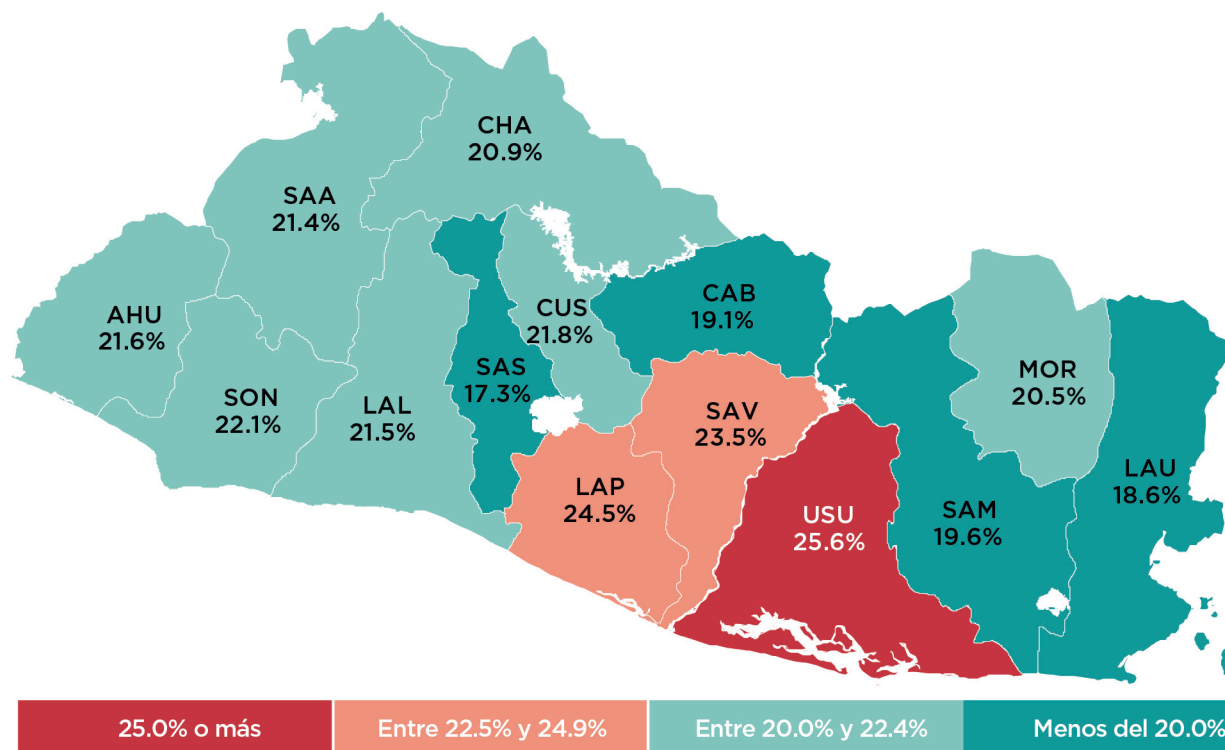 CHA
20.9%
SAA
21.4%
CAB
19.1%
CUS
21.8%
AHU
21.6%
SAS
17.3%
MOR
20.5%
SON
22.1%
LAL
21.5%
SAV
23.5%
LAU
18.6%
LAP
24.5%
USU
25.6%
SAM
19.6%
25.0% o más
Entre 22.5% y 24.9%
Entre 20.0% y 22.4%
Menos del 20.0%